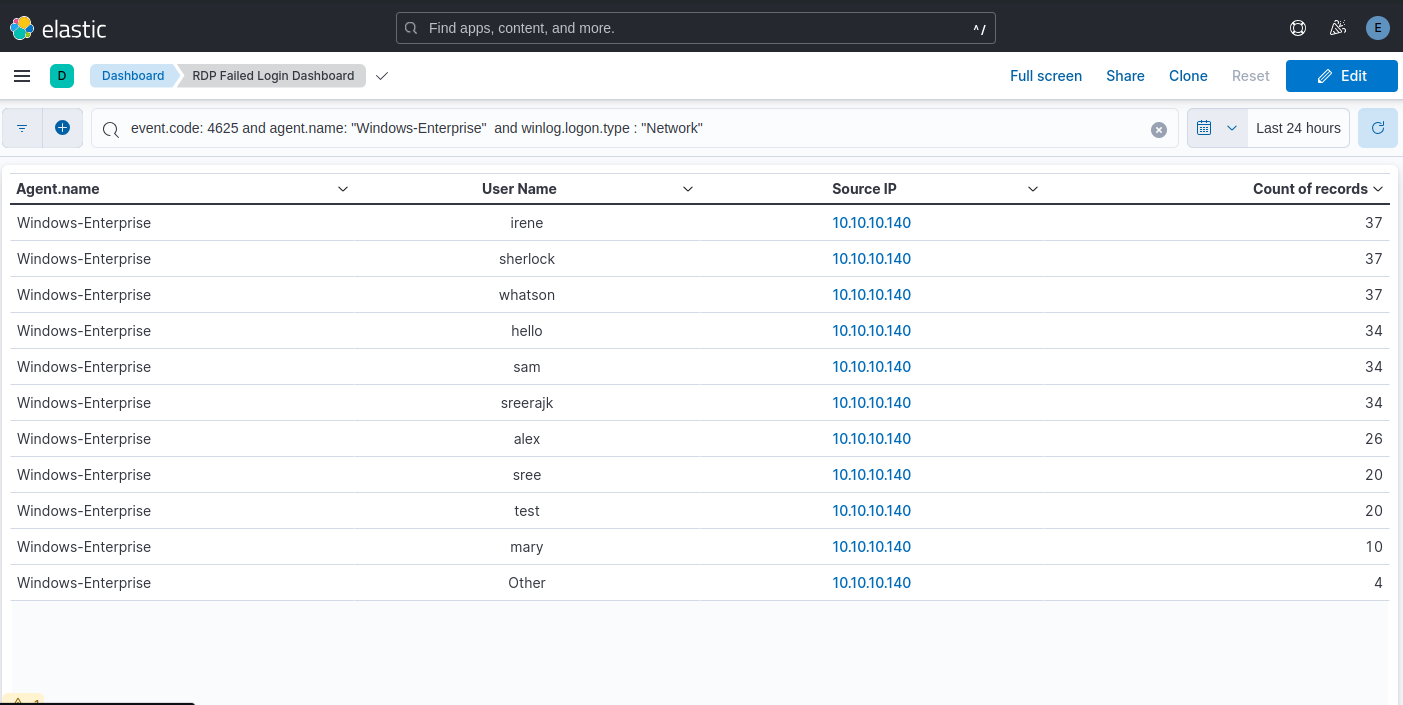 elastic
Find apps, content, and more.
^/
E
D
Dashboard
RDP Failed Login Dashboard
Full screen
Share
Clone
Reset
Edit
event.code: 4625 and agent.name: "Windows-Enterprise"  and winlog.logon.type : "Network"
Last 24 hours
Agent.name User Name Source IP Count of records
Windows-Enterprise irene 10.10.10.140 37
Windows-Enterprise sherlock 10.10.10.140 37
Windows-Enterprise whatson 10.10.10.140 37
Windows-Enterprise hello 10.10.10.140 34
Windows-Enterprise sam 10.10.10.140 34
Windows-Enterprise sreerajk 10.10.10.140 34
Windows-Enterprise alex 10.10.10.140 26
Windows-Enterprise sree 10.10.10.140 20
Windows-Enterprise test 10.10.10.140 20
Windows-Enterprise mary 10.10.10.140 10
Windows-Enterprise Other 10.10.10.140 4